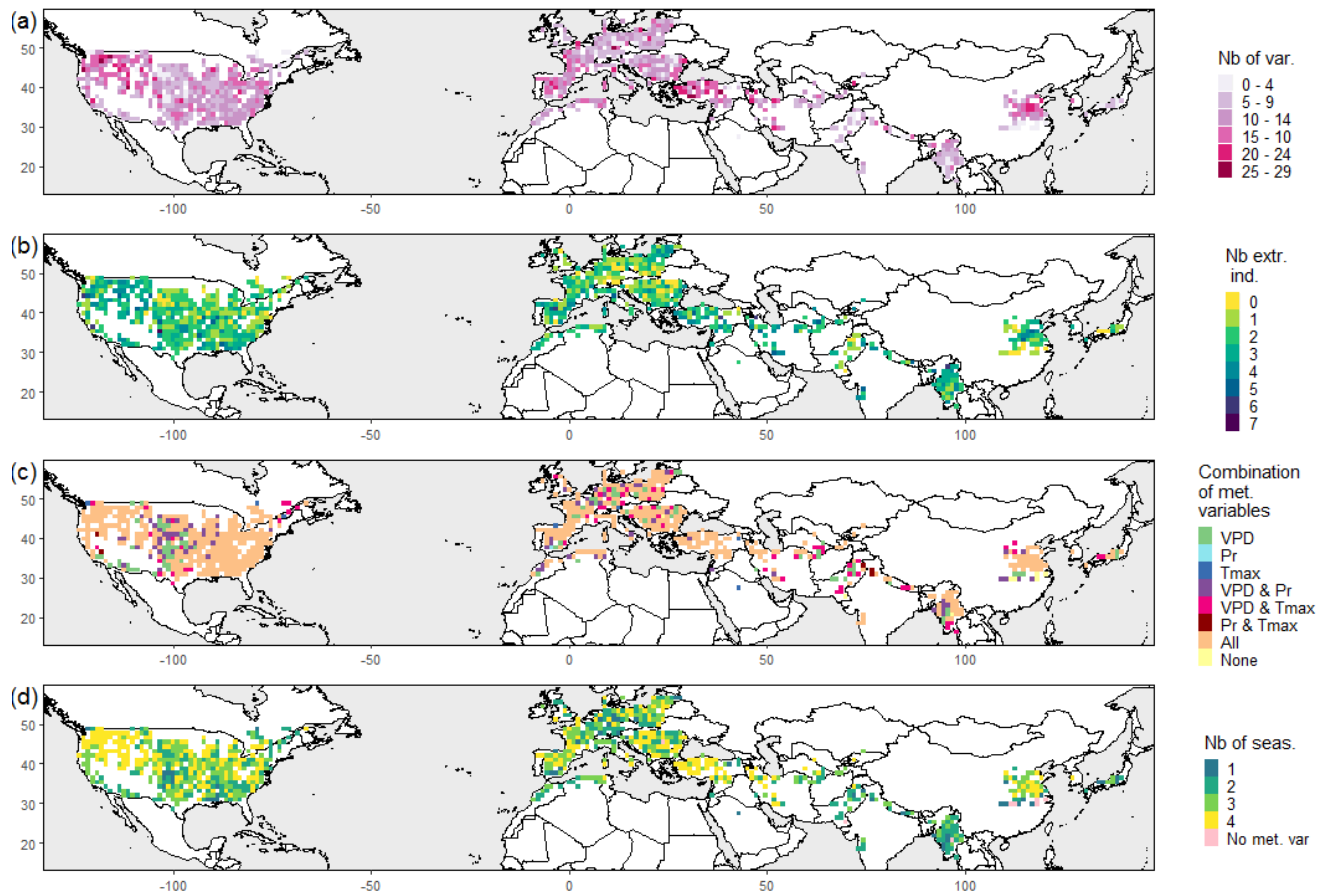 (a)
50
40
30
20
-100
-50
0
50
100
Nb of var.
0 - 4
5 - 9
10 - 14
15 - 10
20 - 24
25 - 29
(b)
50
40
30
20
-100
-50
0
50
100
Nb extr.
ind.
0
1
2
3
4
5
6
7
(c)
50
40
30
20
-100
-50
0
50
100
Combination
of met.
variables
VPD
Pr
Tmax
VPD & Pr
VPD & Tmax
Pr & Tmax
All
None
(d)
50
40
30
20
-100
-50
0
50
100
Nb of seas.
1
2
3
4
No met. var